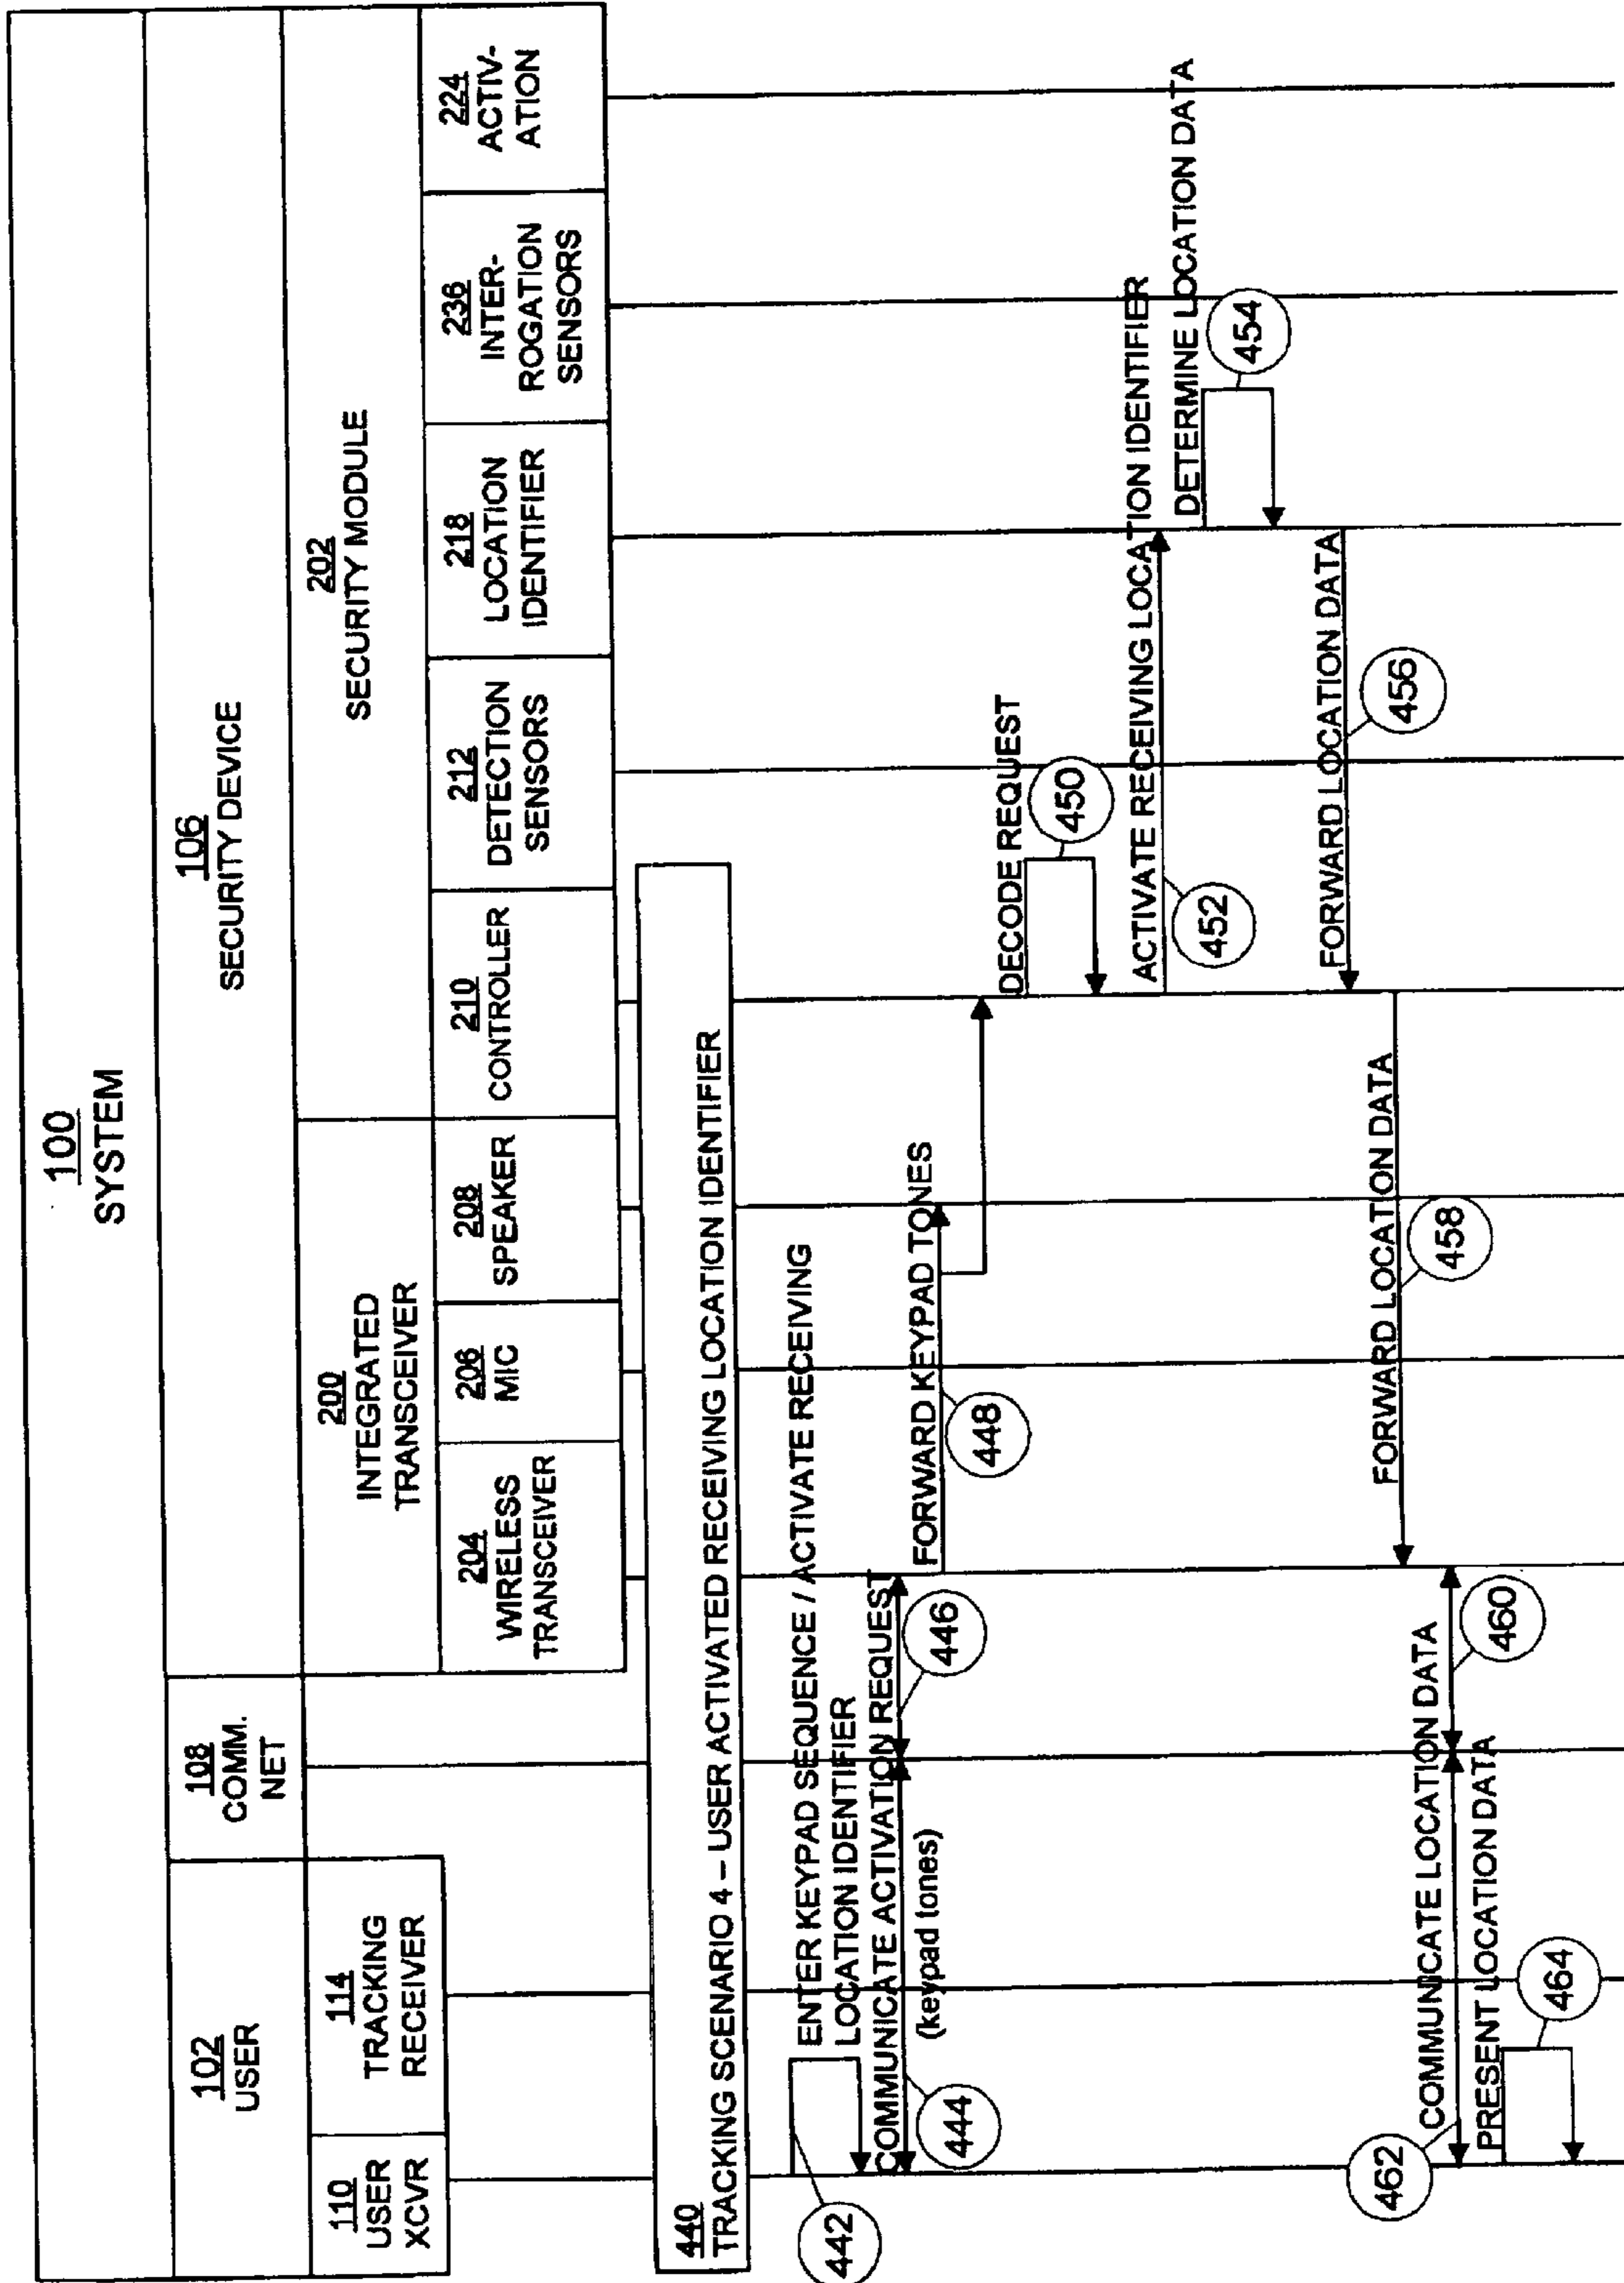 100
SYSTEM
102
USER
108
COMM.
NET
106
SECURITY DEVICE
110
USER
XCVR
114
TRACKING
RECEIVER
200
INTEGRATED
TRANSCEIVER
202
SECURITY MODULE
204
WIRELESS
TRANSCEIVER
206
MIC
208
SPEAKER
210
CONTROLLER
212
DETECTION
SENSORS
218
LOCATION
IDENTIFIER
236
INTER-
ROGATION
SENSORS
224
ACTIV-
ATION
440
TRACKING SCENARIO 4 – USER ACTIVATED RECEIVING LOCATION IDENTIFIER
442
ENTER KEYPAD SEQUENCE / ACTIVATE RECEIVING
LOCATION IDENTIFIER
COMMUNICATE ACTIVATION REQUEST
(keypad tones)
444
446
FORWARD KEYPAD TONES
448
DECODE REQUEST
450
ACTIVATE RECEIVING LOCATION IDENTIFIER
452
DETERMINE LOCATION DATA
454
FORWARD LOCATION DATA
456
FORWARD LOCATION DATA
458
COMMUNICATE LOCATION DATA
460
462
PRESENT LOCATION DATA
464